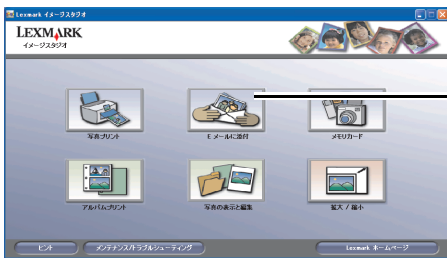 Lexmark イメージスタジオ
LEXMARK
イメージスタジオ
写真プリント
E メールに添付
メモリカード
アルバムプリント
写真の表示と編集
拡大 / 縮小
ヒント
メンテナンス/トラブルシューティング
Lexmark ホームページ